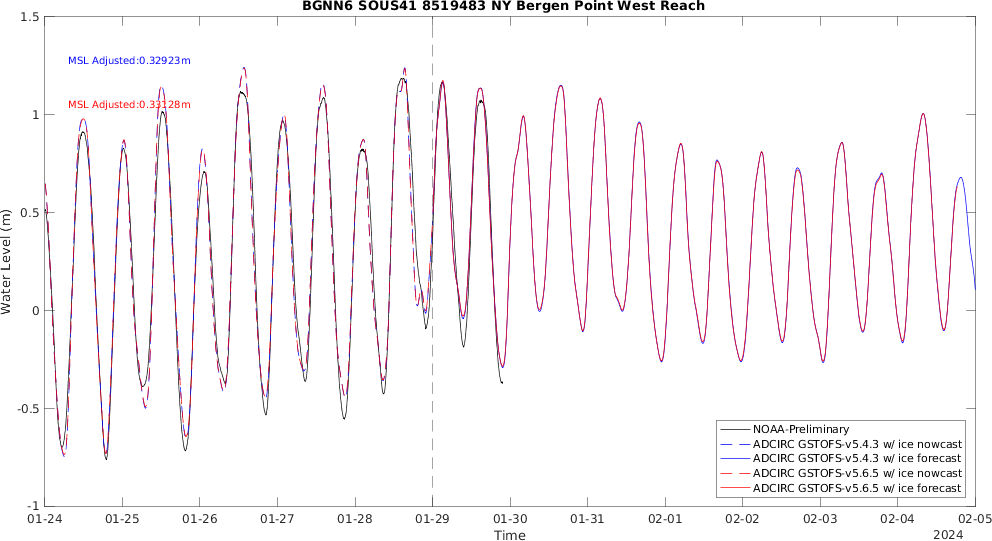 BGNN6 SOUS41 8519483 NY Bergen Point West Reach
1.5
1
0.5
0
-0.5
-1
Water Level (m)
MSL Adjusted:0.32923m
MSL Adjusted:0.33128m
NOAA-Preliminary
ADCIRC GSTOFS-v5.4.3 w/ ice nowcast
ADCIRC GSTOFS-v5.4.3 w/ ice forecast
ADCIRC GSTOFS-v5.6.5 w/ ice nowcast
ADCIRC GSTOFS-v5.6.5 w/ ice forecast
01-24 01-25 01-26 01-27 01-28 01-29 01-30 01-31 02-01 02-02 02-03 02-04 02-05
Time
2024